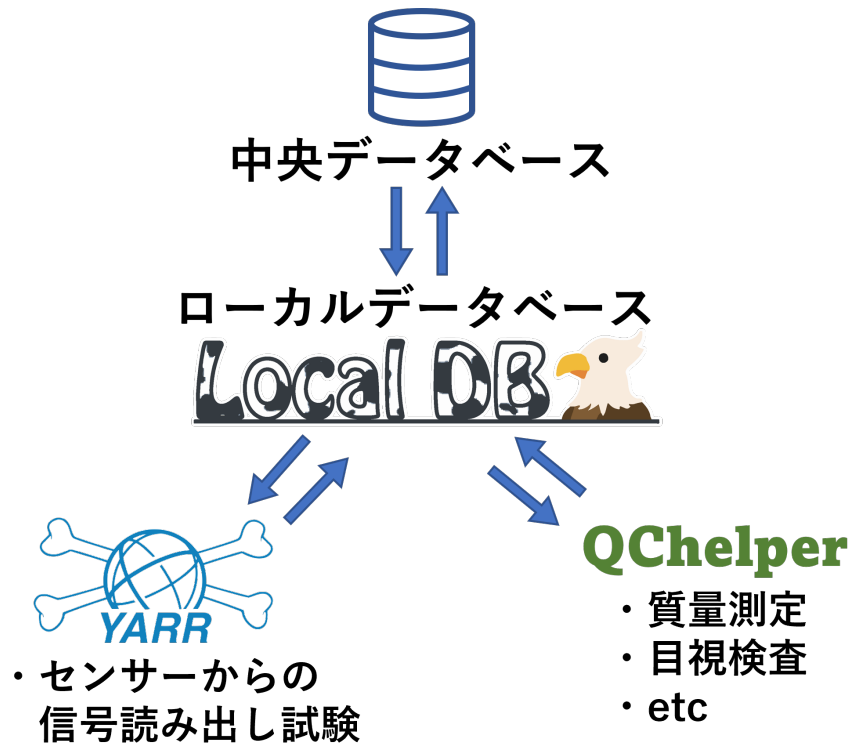 中央データベース
ローカルデータベース
Local DB
YARR
・センサーからの
信号読み出し試験
QChelper
・質量測定
・目視検査
・etc